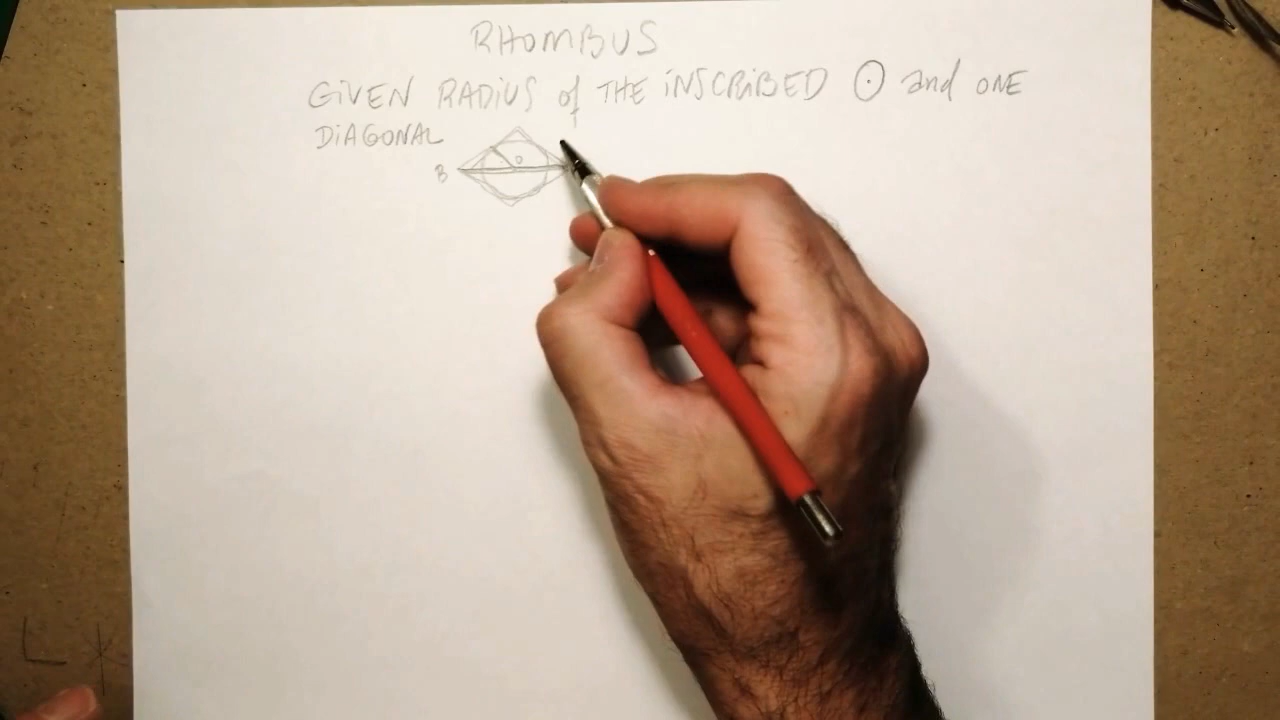 RHOMBUS
GIVEN RADIUS of THE INSCRIBED ⊙ and ONE
DIAGONAL
B O